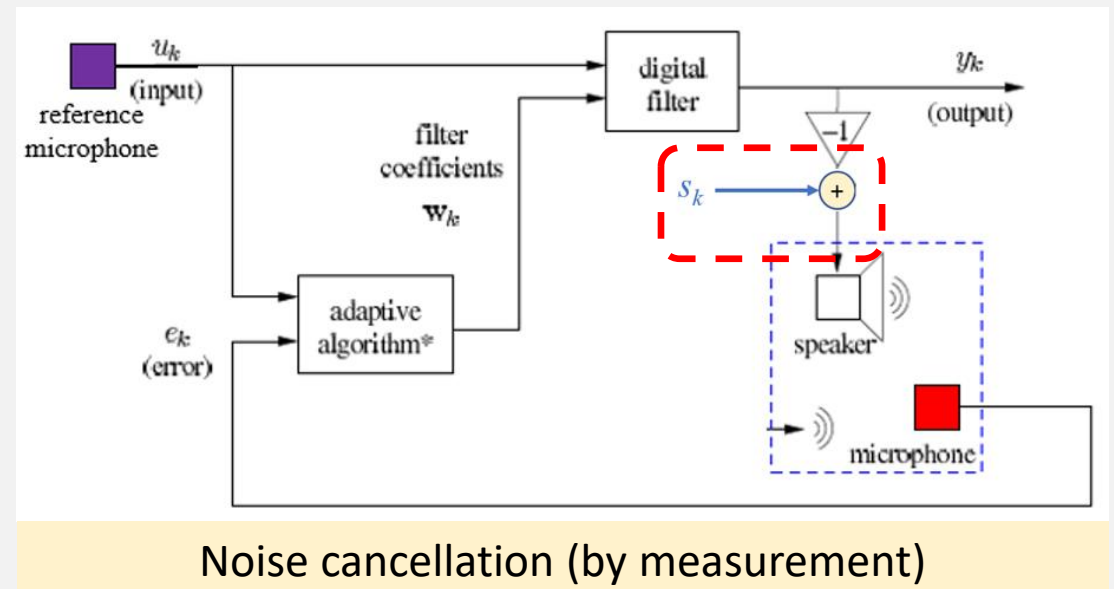 u_k
(input)
reference
microphone
filter
coefficients
w_k
digital
filter
y_k
(output)
−1
s_k
+
e_k
(error)
adaptive
algorithm*
speaker
microphone
Noise cancellation (by measurement)